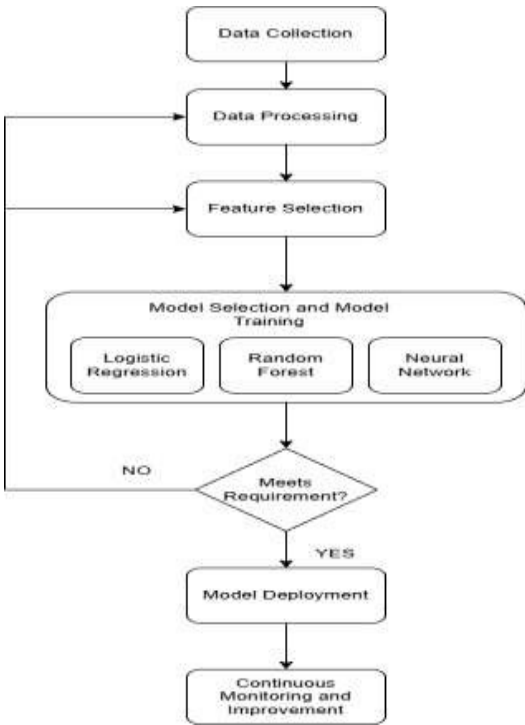 Data Collection
Data Processing
Feature Selection
Model Selection and Model
Training
Logistic
Regression
Random
Forest
Neural
Network
NO
Meets
Requirement?
YES
Model Deployment
Continuous
Monitoring and
Improvement